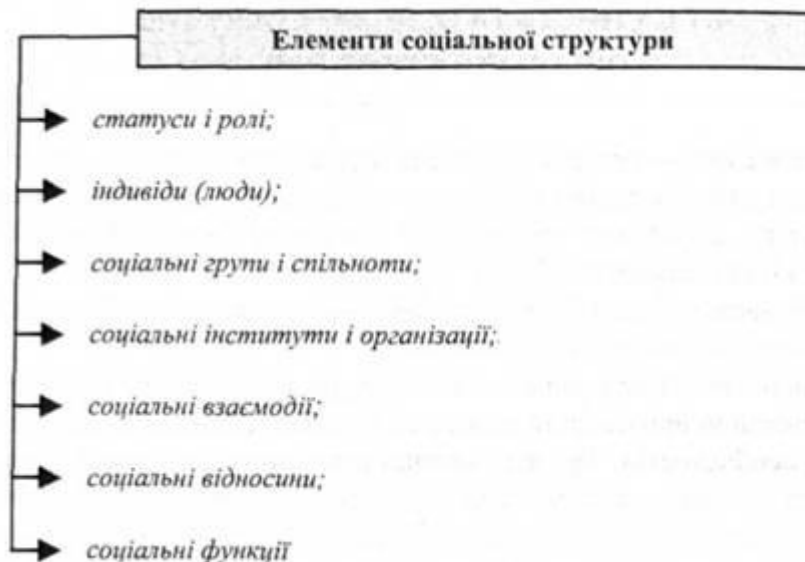 Елементи соціальної структури
статуси і ролі;
індивіди (люди);
соціальні групи і спільноти;
соціальні інститути і організації;
соціальні взаємодії;
соціальні відносини;
соціальні функції